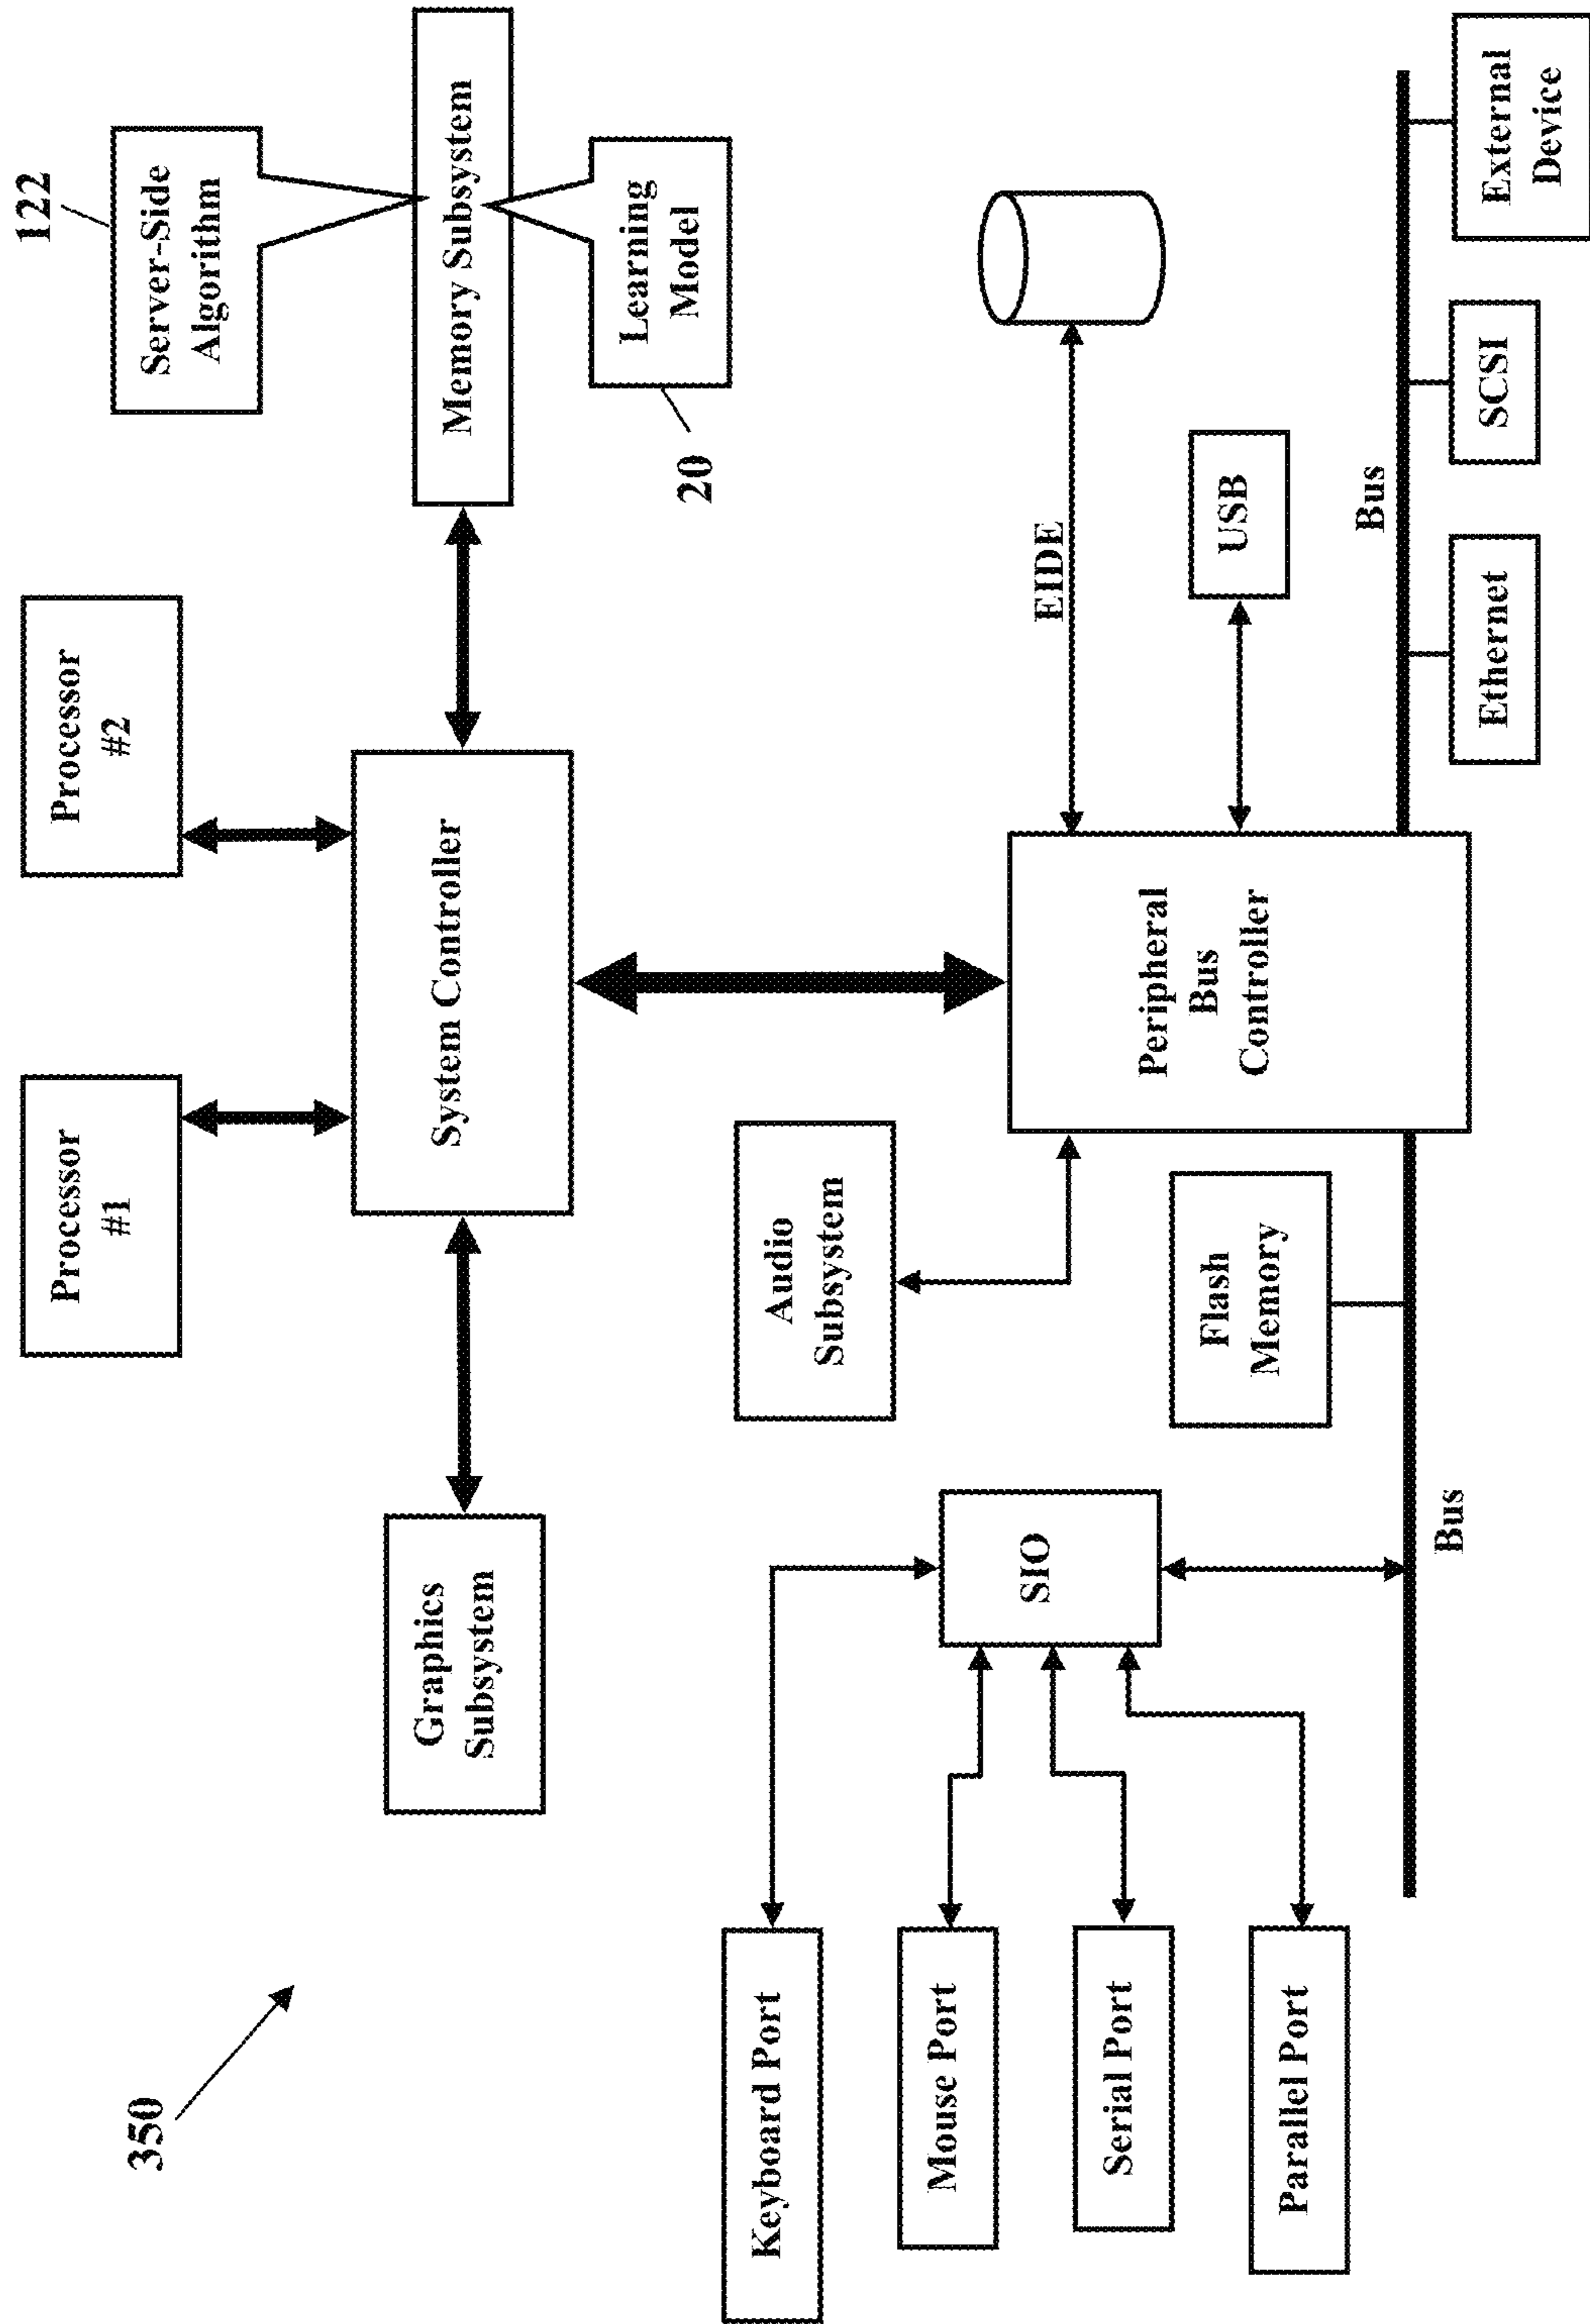 350
Processor
#1
Processor
#2
122
Server-Side
Algorithm
Graphics
Subsystem
System Controller
Memory Subsystem
Learning
Model
20
Keyboard Port
Mouse Port
Serial Port
Parallel Port
Audio
Subsystem
SIO
Flash
Memory
Bus
Peripheral
Bus
Controller
EIDE
USB
Bus
Ethernet
SCSI
External
Device